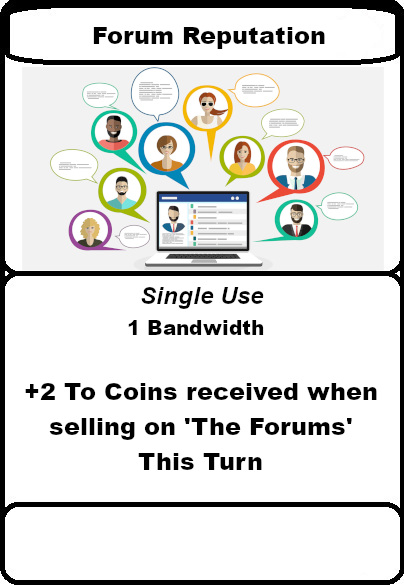 Forum Reputation
Single Use
1 Bandwidth
+2 To Coins received when
selling on 'The Forums'
This Turn